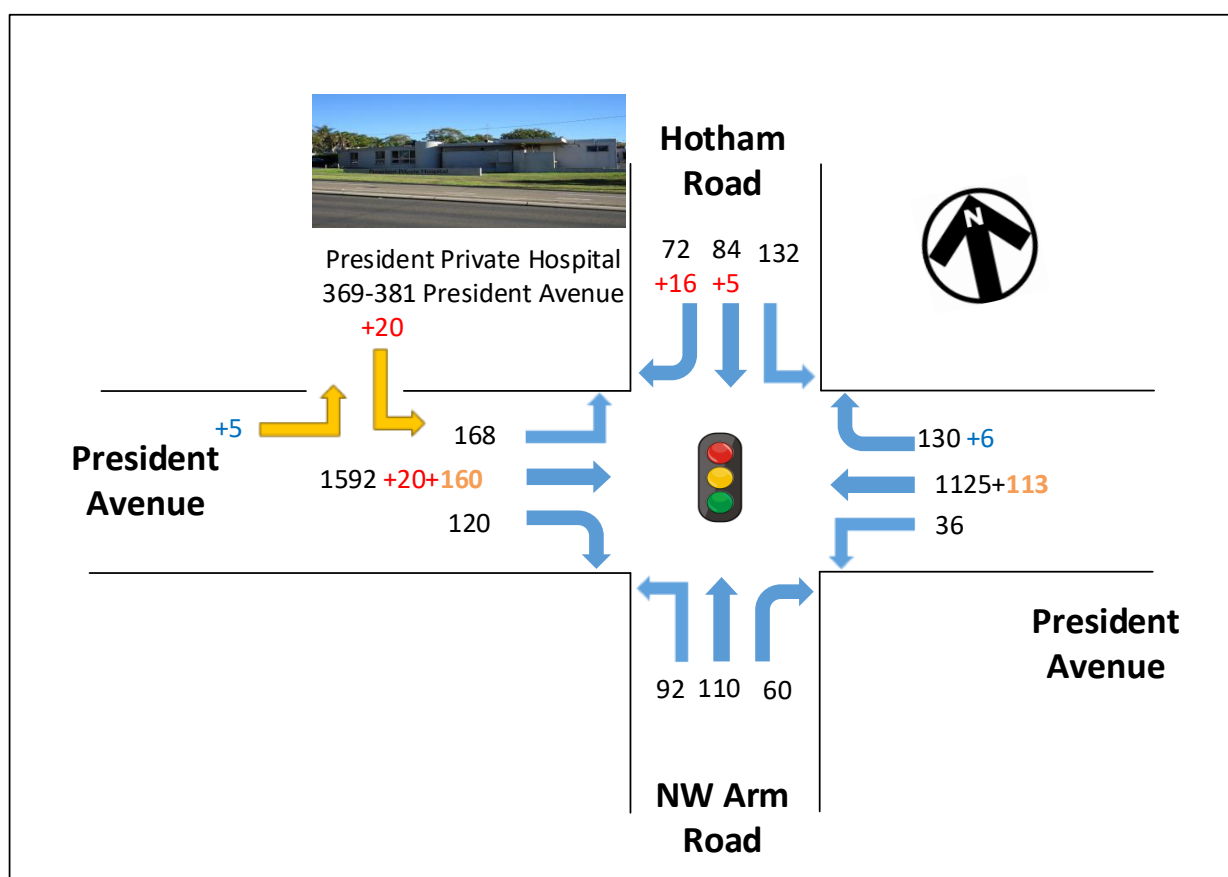 Hotham
Road
N
President Private Hospital
369-381 President Avenue
+20
72 84 132
+16 +5
+5
President
Avenue
168
1592 +20+160
120
130 +6
1125+113
36
President
Avenue
92 110 60
NW Arm
Road